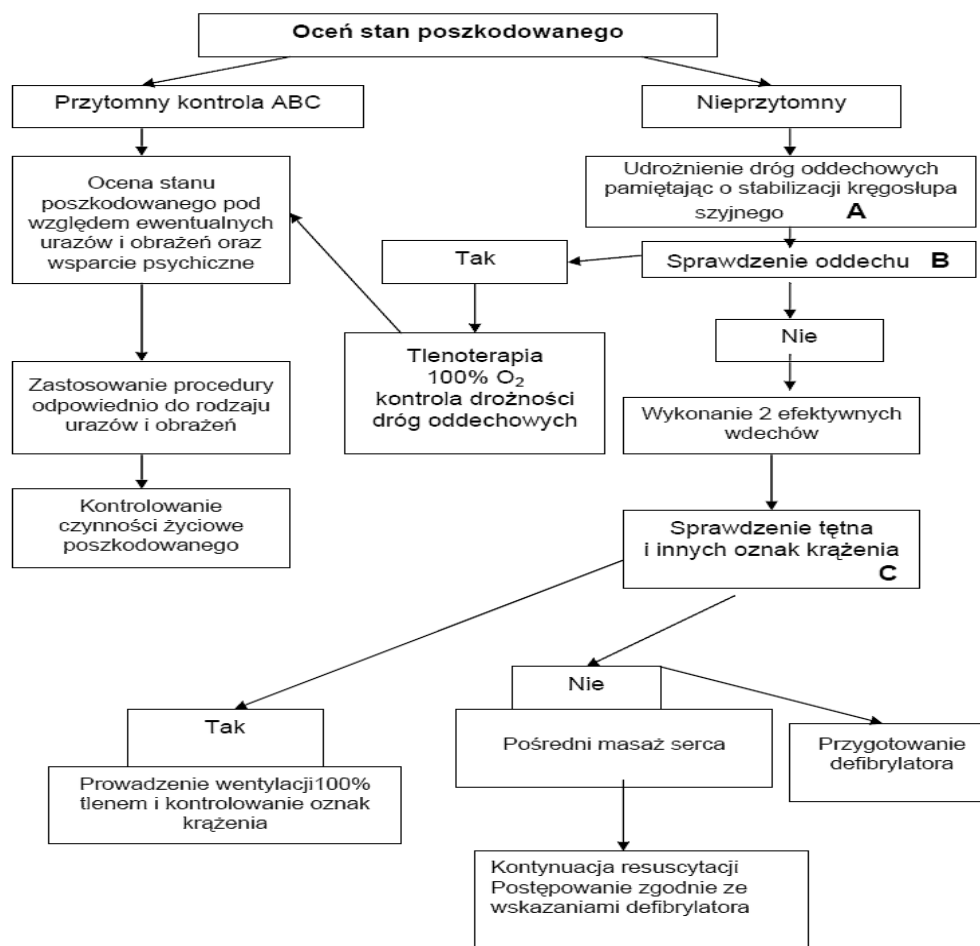 Oceń stan poszkodowanego
Przytomny kontrola ABC
Nieprzytomny
Ocena stanu
poszkodowanego pod
względem ewentualnych
urazów i obrażeń oraz
wsparcie psychiczne
Udrożnienie dróg oddechowych
pamiętając o stabilizacji kręgosłupa
szyjnego A
Tak
Sprawdzenie oddechu B
Nie
Tlenoterapia
100% O₂
kontrola drożności
dróg oddechowych
Zastosowanie procedury
odpowiednio do rodzaju
urazów i obrażeń
Wykonanie 2 efektywnych
wdechów
Kontrolowanie
czynności życiowe
poszkodowanego
Sprawdzenie tętna
i innych oznak krążenia
C
Nie
Tak
Pośredni masaż serca
Przygotowanie
defibrylatora
Prowadzenie wentylacji100%
tlenem i kontrolowanie oznak
krążenia
Kontynuacja resuscytacji
Postępowanie zgodnie ze
wskazaniami defibrylatora